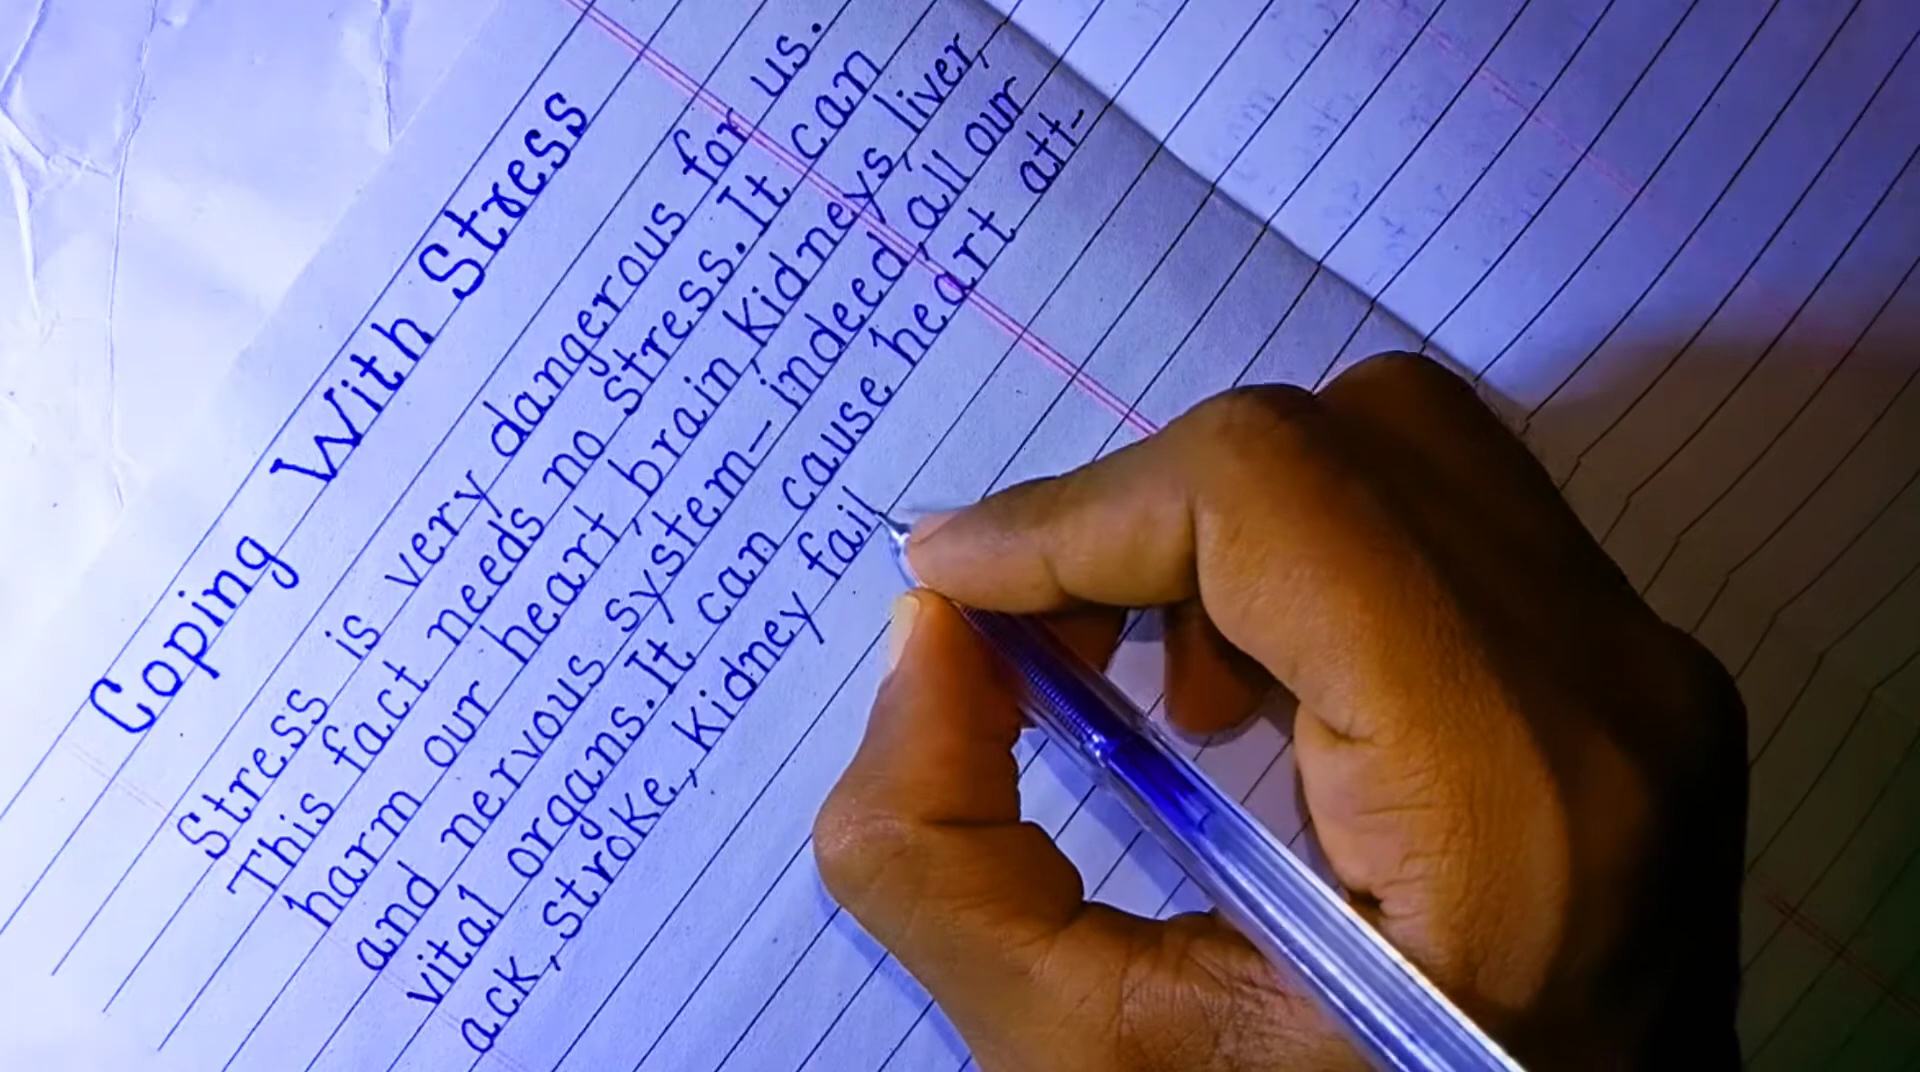 Coping With Stress
Stress is very dangerous for us.
This fact needs no stress. It can
harm our heart, brain, kidneys, liver,
and nervous system- indeed, all our
vital organs. It can cause heart att-
ack, stroke, kidney fail